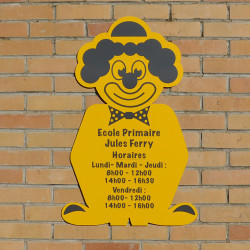 Ecole Primaire
Jules Ferry
Horaires
Lundi- Mardi - Jeudi :
8h00 - 12h00
14h00 - 16h30
Vendredi :
8h00 - 12h00
14h00 - 16h00